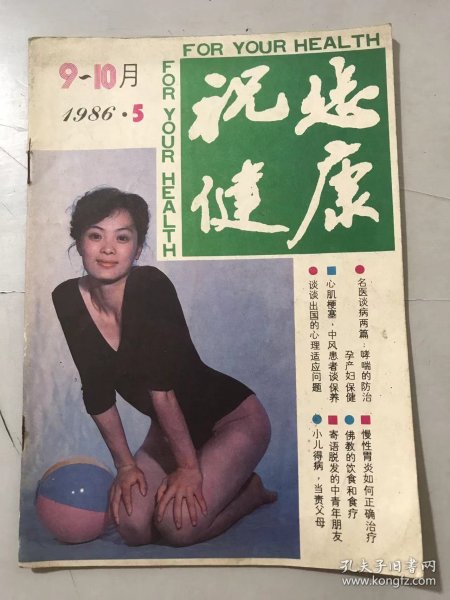 9~10月
1986·5
FOR YOUR HEALTH
FOR YOUR HEALTH
祝您
健康
●名医谈病两篇：哮喘的防治
孕产妇保健
■心肌梗塞、中风患者谈保养
●谈谈出国的心理适应问题
■慢性胃炎如何正确治疗
●佛教的饮食和食疗
■寄语脱发的中青年朋友
●小儿得病，当责父母
孔夫子旧书网
www.kongfz.com